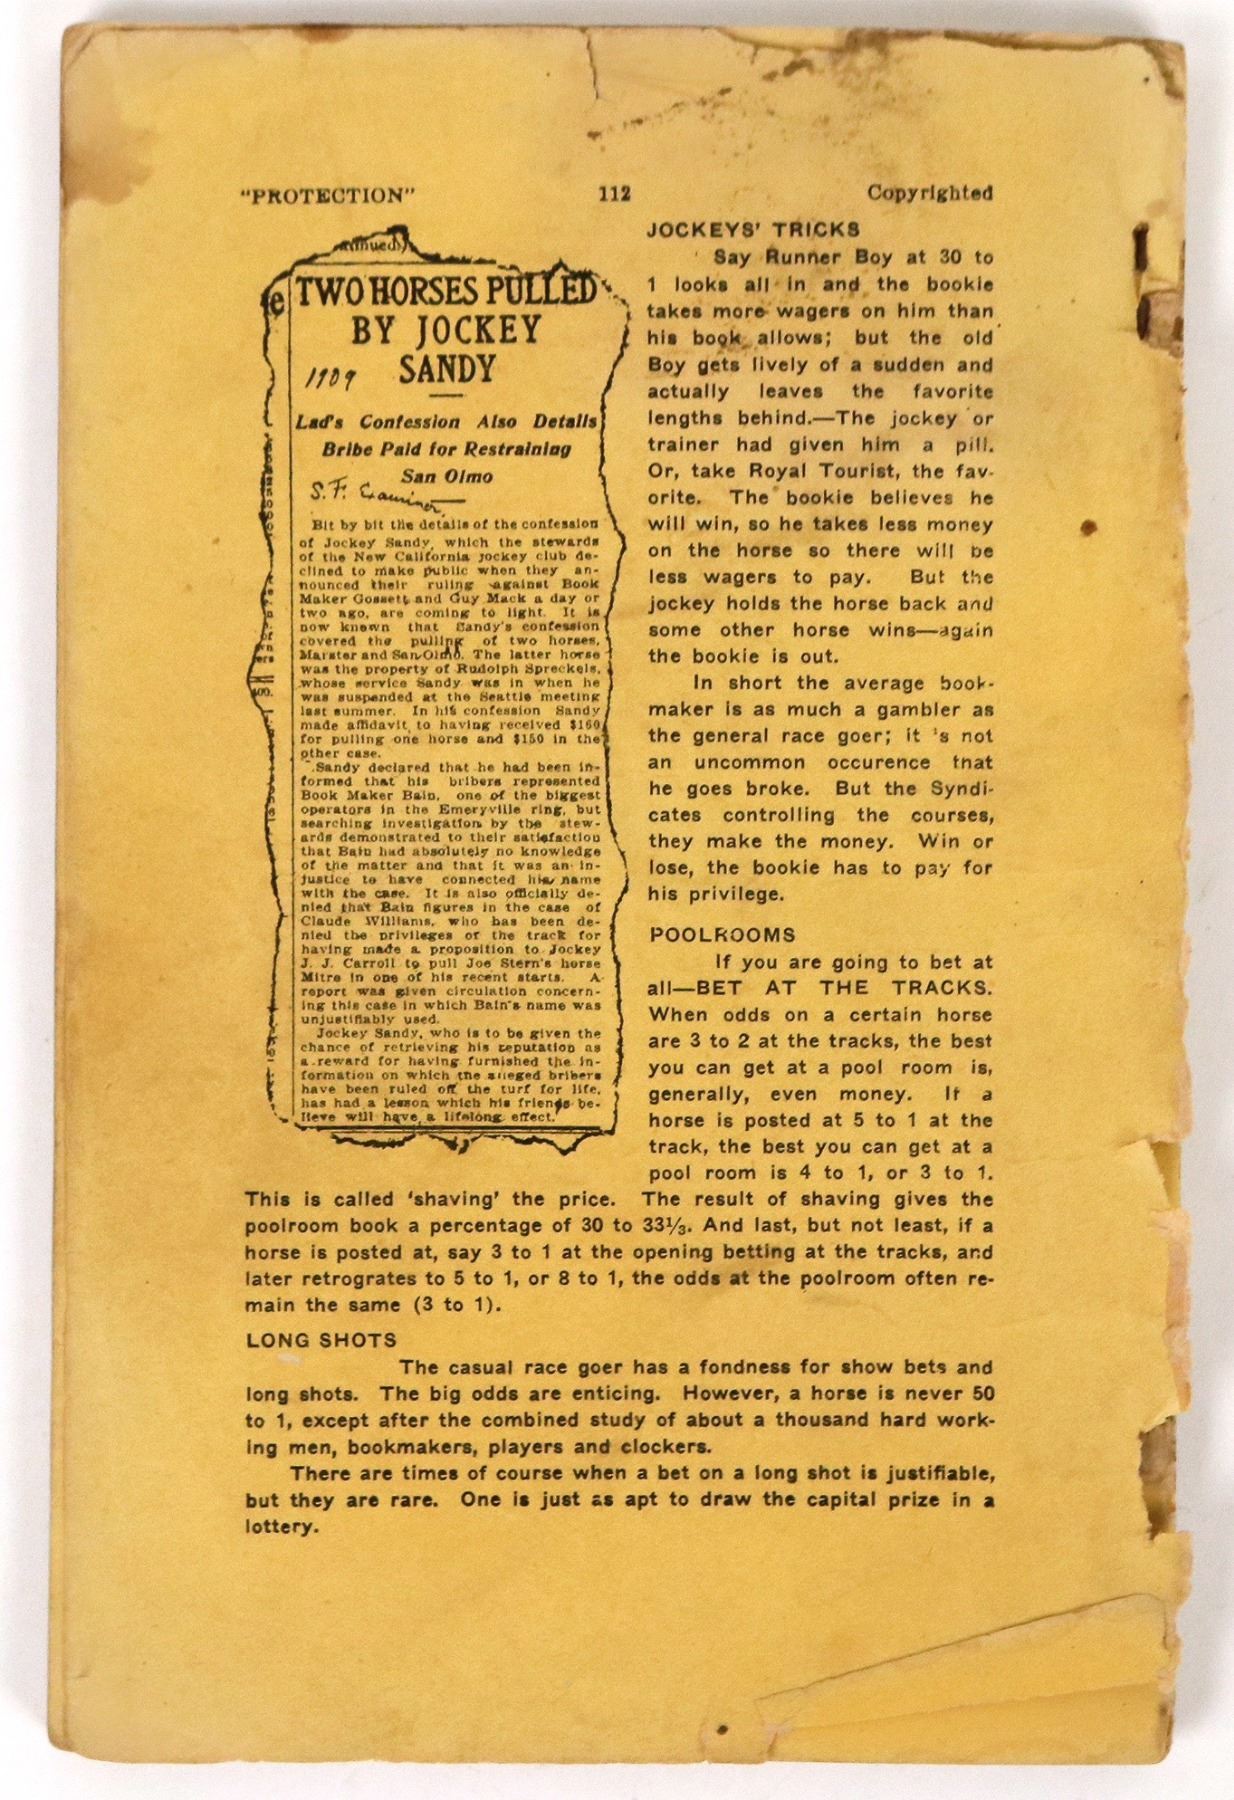 "PROTECTION" 112 Copyrighted
TWO HORSES PULLED
BY JOCKEY
SANDY
1909
Lad's Confession Also Details
Bribe Paid for Restraining
San Olmo
S.F. Examiner
Bit by bit the details of the confession
of Jockey Sandy, which the stewards
of the New California jockey club de-
clined to make public when they an-
nounced their ruling against Book
Maker Gossett and Guy Mack a day or
two ago, are coming to light. It is
now known that Sandy's confession
covered the pulling of two horses,
Marster and San Olmo. The latter horse
was the property of Rudolph Spreckels,
whose service Sandy was in when he
was suspended at the Seattle meeting
last summer. In his confession Sandy
made affidavit to having received $160
for pulling one horse and $150 in the
other case.
Sandy declared that he had been in-
formed that his bribers represented
Book Maker Bain, one of the biggest
operators in the Emeryville ring, but
searching investigation by the stew-
ards demonstrated to their satisfaction
that Bain had absolutely no knowledge
of the matter and that it was an in-
justice to have connected his name
with the case. It is also officially de-
nied that Bain figures in the case of
Claude Williams, who has been de-
nied the privileges of the track for
having made a proposition to Jockey
J. J. Carroll to pull Joe Stern's horse
Mitre in one of his recent starts. A
report was given circulation concern-
ing this case in which Bain's name was
unjustifiably used.
Jockey Sandy, who is to be given the
chance of retrieving his reputation as
a reward for having furnished the in-
formation on which the alleged bribers
have been ruled off the turf for life,
has had a lesson which his friends be-
lieve will have a lifelong effect.
JOCKEYS' TRICKS
Say Runner Boy at 30 to
1 looks all in and the bookie
takes more wagers on him than
his book allows; but the old
Boy gets lively of a sudden and
actually leaves the favorite
lengths behind.—The jockey or
trainer had given him a pill.
Or, take Royal Tourist, the fav-
orite. The bookie believes he
will win, so he takes less money
on the horse so there will be
less wagers to pay. But the
jockey holds the horse back and
some other horse wins—again
the bookie is out.
In short the average book-
maker is as much a gambler as
the general race goer; it 's not
an uncommon occurence that
he goes broke. But the Syndi-
cates controlling the courses,
they make the money. Win or
lose, the bookie has to pay for
his privilege.
POOLROOMS
If you are going to bet at
all—BET AT THE TRACKS.
When odds on a certain horse
are 3 to 2 at the tracks, the best
you can get at a pool room is,
generally, even money. If a
horse is posted at 5 to 1 at the
track, the best you can get at a
pool room is 4 to 1, or 3 to 1.
This is called 'shaving' the price. The result of shaving gives the
poolroom book a percentage of 30 to 33⅓. And last, but not least, if a
horse is posted at, say 3 to 1 at the opening betting at the tracks, and
later retrogrates to 5 to 1, or 8 to 1, the odds at the poolroom often re-
main the same (3 to 1).
LONG SHOTS
The casual race goer has a fondness for show bets and
long shots. The big odds are enticing. However, a horse is never 50
to 1, except after the combined study of about a thousand hard work-
ing men, bookmakers, players and clockers.
There are times of course when a bet on a long shot is justifiable,
but they are rare. One is just as apt to draw the capital prize in a
lottery.